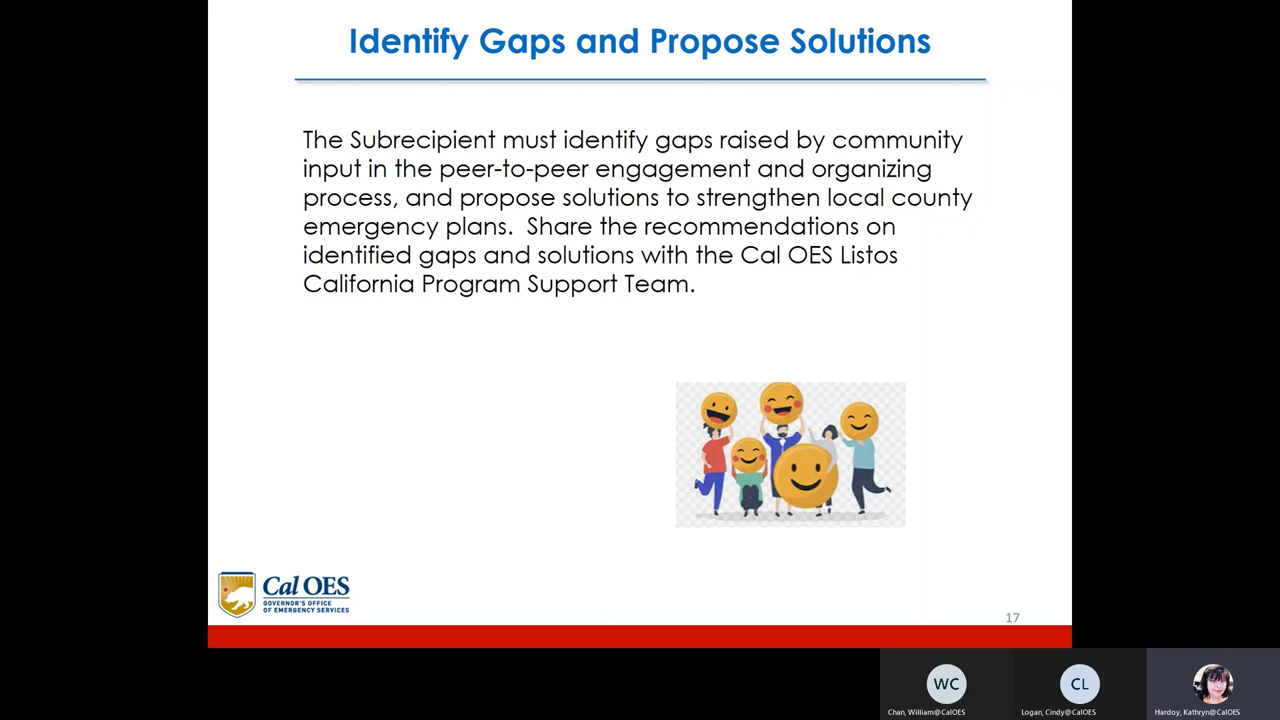 Identify Gaps and Propose Solutions
The Subrecipient must identify gaps raised by community
input in the peer-to-peer engagement and organizing
process, and propose solutions to strengthen local county
emergency plans.  Share the recommendations on
identified gaps and solutions with the Cal OES Listos
California Program Support Team.
Cal OES
GOVERNOR'S OFFICE
OF EMERGENCY SERVICES
17
WC
CL
Chan, William@CalOES
Logan, Cindy@CalOES
Hardoy, Kathryn@CalOES